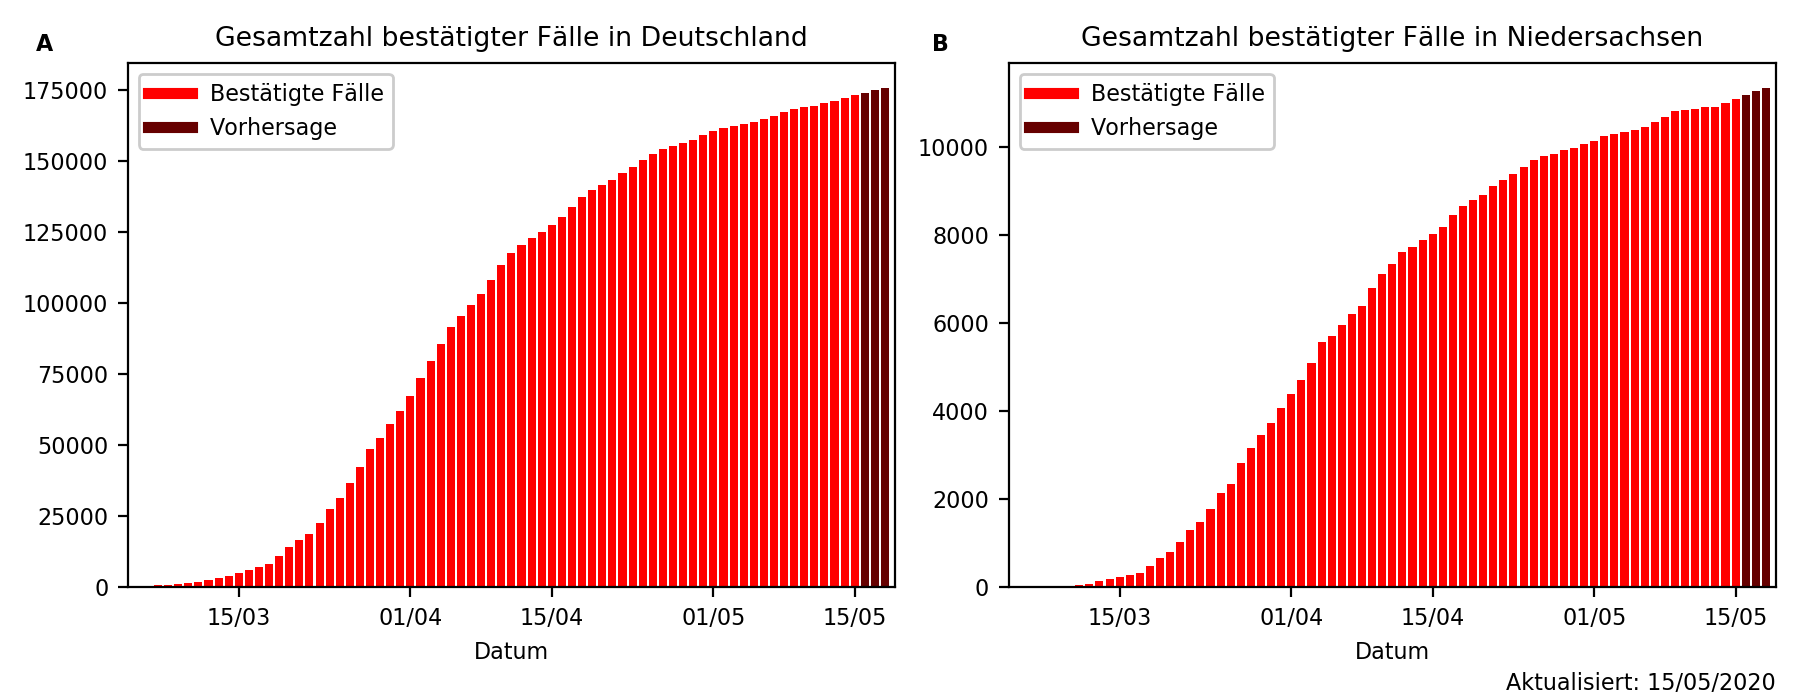 A
Gesamtzahl bestätigter Fälle in Deutschland
Bestätigte Fälle
Vorhersage
175000
150000
125000
100000
75000
50000
25000
0
15/03
01/04
15/04
01/05
15/05
Datum
B
Gesamtzahl bestätigter Fälle in Niedersachsen
Bestätigte Fälle
Vorhersage
10000
8000
6000
4000
2000
0
15/03
01/04
15/04
01/05
15/05
Datum
Aktualisiert: 15/05/2020